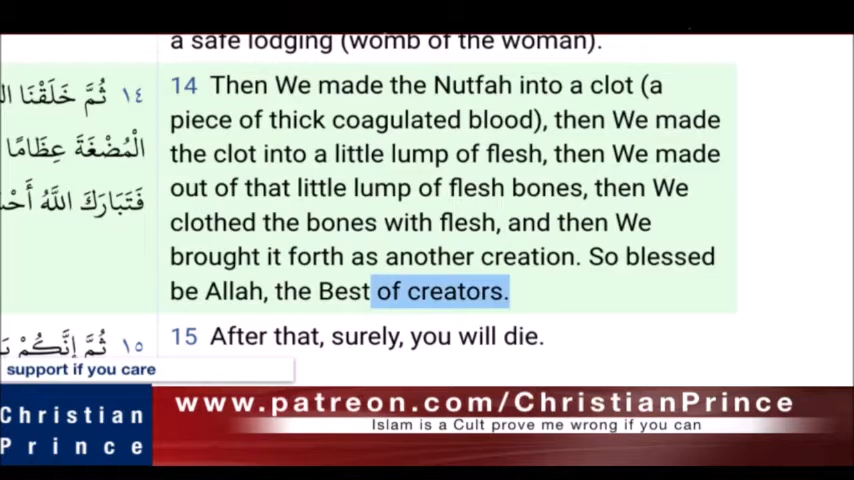 a safe lodging (womb of the woman).
١٤ ثُمَّ خَلَقْنَا
14 Then We made the Nutfah into a clot (a
piece of thick coagulated blood), then We made
الْمُضْغَةَ عِظَامًا
the clot into a little lump of flesh, then We made
فَتَبَارَكَ اللَّهُ
out of that little lump of flesh bones, then We
clothed the bones with flesh, and then We
brought it forth as another creation. So blessed
be Allah, the Best of creators.
١٥ ثُمَّ إِنَّكُمْ
15 After that, surely, you will die.
support if you care
Christian
Prince
www.patreon.com/ChristianPrince
Islam is a Cult prove me wrong if you can